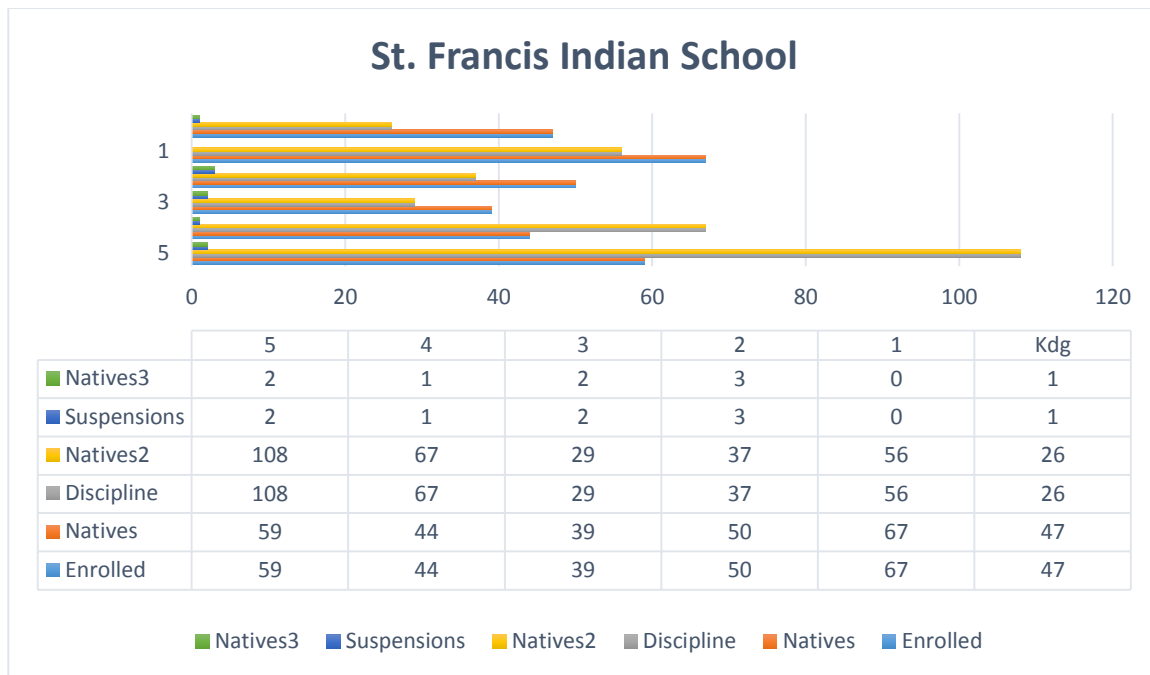 St. Francis Indian School
1
3
5
0 20 40 60 80 100 120
5 4 3 2 1 Kdg
Natives3 2 1 2 3 0 1
Suspensions 2 1 2 3 0 1
Natives2 108 67 29 37 56 26
Discipline 108 67 29 37 56 26
Natives 59 44 39 50 67 47
Enrolled 59 44 39 50 67 47
Natives3 Suspensions Natives2 Discipline Natives Enrolled